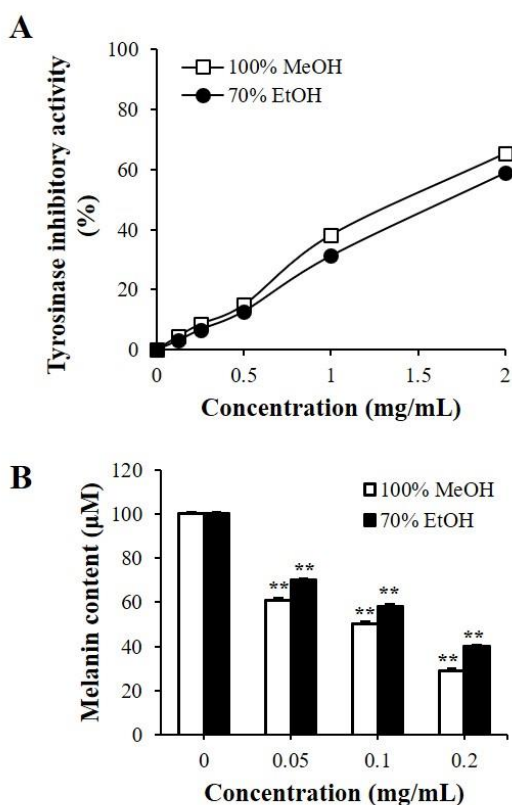 A
Tyrosinase inhibitory activity
(%)
100
80
60
40
20
0
100% MeOH
70% EtOH
0
0.5
1
1.5
2
Concentration (mg/mL)
B
Melanin content (µM)
120
100
80
60
40
20
0
100% MeOH
70% EtOH
**
**
**
**
**
**
0
0.05
0.1
0.2
Concentration (mg/mL)